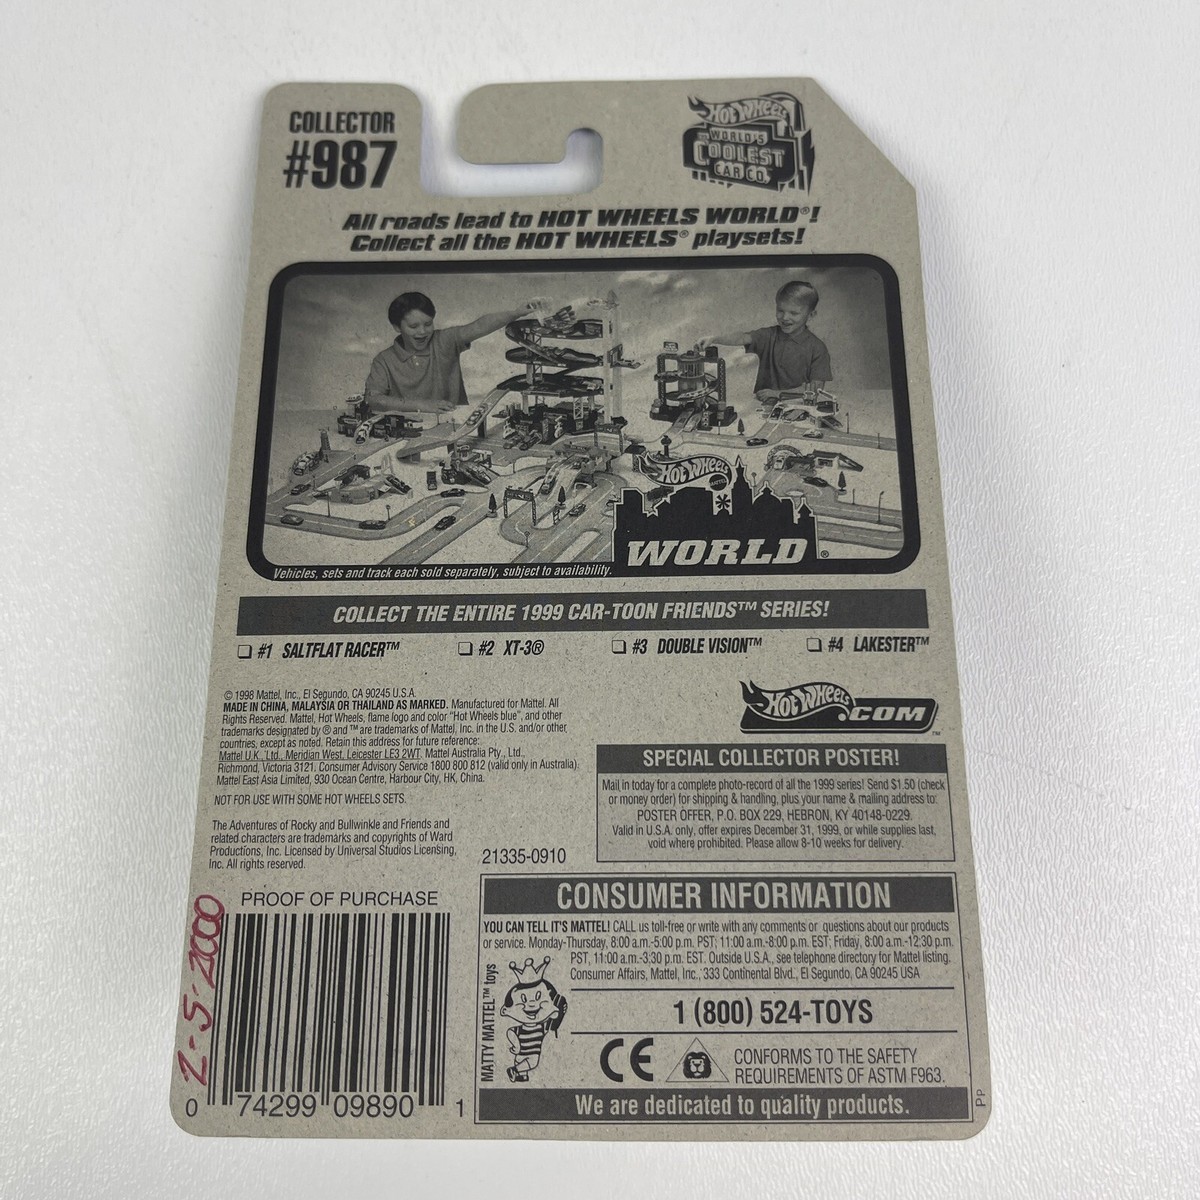 COLLECTOR
#987
HOT WHEELS
WORLD'S
COOLEST
CAR CO.
All roads lead to HOT WHEELS WORLD®!
Collect all the HOT WHEELS® playsets!
HOT WHEELS
MATTEL
WORLD®
Vehicles, sets and track each sold separately, subject to availability.
COLLECT THE ENTIRE 1999 CAR-TOON FRIENDS™ SERIES!
#1 SALTFLAT RACER™ #2 XT-3® #3 DOUBLE VISION™ #4 LAKESTER™
© 1998 Mattel, Inc., El Segundo, CA 90245 U.S.A.
MADE IN CHINA, MALAYSIA OR THAILAND AS MARKED. Manufactured for Mattel. All
Rights Reserved. Mattel, Hot Wheels, flame logo and color "Hot Wheels blue", and other
trademarks designated by ® and ™ are trademarks of Mattel, Inc. in the U.S. and/or other
countries, except as noted. Retain this address for future reference:
Mattel U.K., Ltd., Meridian West, Leicester LE3 2WT. Mattel Australia Pty., Ltd.,
Richmond, Victoria 3121. Consumer Advisory Service 1800 800 812 (valid only in Australia).
Mattel East Asia Limited, 930 Ocean Centre, Harbour City, HK, China.
NOT FOR USE WITH SOME HOT WHEELS SETS.
The Adventures of Rocky and Bullwinkle and Friends and
related characters are trademarks and copyrights of Ward
Productions, Inc. Licensed by Universal Studios Licensing,
Inc. All rights reserved.
21335-0910
HOT WHEELS
.COM™
SPECIAL COLLECTOR POSTER!
Mail in today for a complete photo-record of all the 1999 series! Send $1.50 (check
or money order) for shipping & handling, plus your name & mailing address to:
POSTER OFFER, P.O. BOX 229, HEBRON, KY 40148-0229.
Valid in U.S.A. only, offer expires December 31, 1999, or while supplies last,
void where prohibited. Please allow 8-10 weeks for delivery.
PROOF OF PURCHASE
2-5-2000
0 74299 09890 1
CONSUMER INFORMATION
YOU CAN TELL IT'S MATTEL! CALL us toll-free or write with any comments or questions about our products
or service. Monday-Thursday, 8:00 a.m.-5:00 p.m. PST; 11:00 a.m.-8:00 p.m. EST; Friday, 8:00 a.m.-12:30 p.m.
PST, 11:00 a.m.-3:30 p.m. EST. Outside U.S.A., see telephone directory for Mattel listing.
Consumer Affairs, Mattel, Inc., 333 Continental Blvd., El Segundo, CA 90245 USA
MATTY MATTEL™ toys
1 (800) 524-TOYS
CE
CONFORMS TO THE SAFETY
REQUIREMENTS OF ASTM F963.
We are dedicated to quality products.
PP